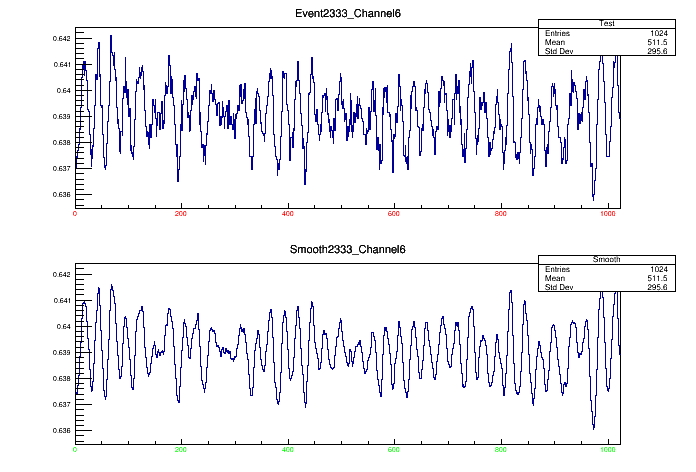 Event2333_Channel6
Test
Entries 1024
Mean 511.5
Std Dev 295.6
0.642
0.641
0.64
0.639
0.638
0.637
0.636
0 200 400 600 800 1000
Smooth2333_Channel6
Smooth
Entries 1024
Mean 511.5
Std Dev 295.6
0.642
0.641
0.64
0.639
0.638
0.637
0.636
0 200 400 600 800 1000